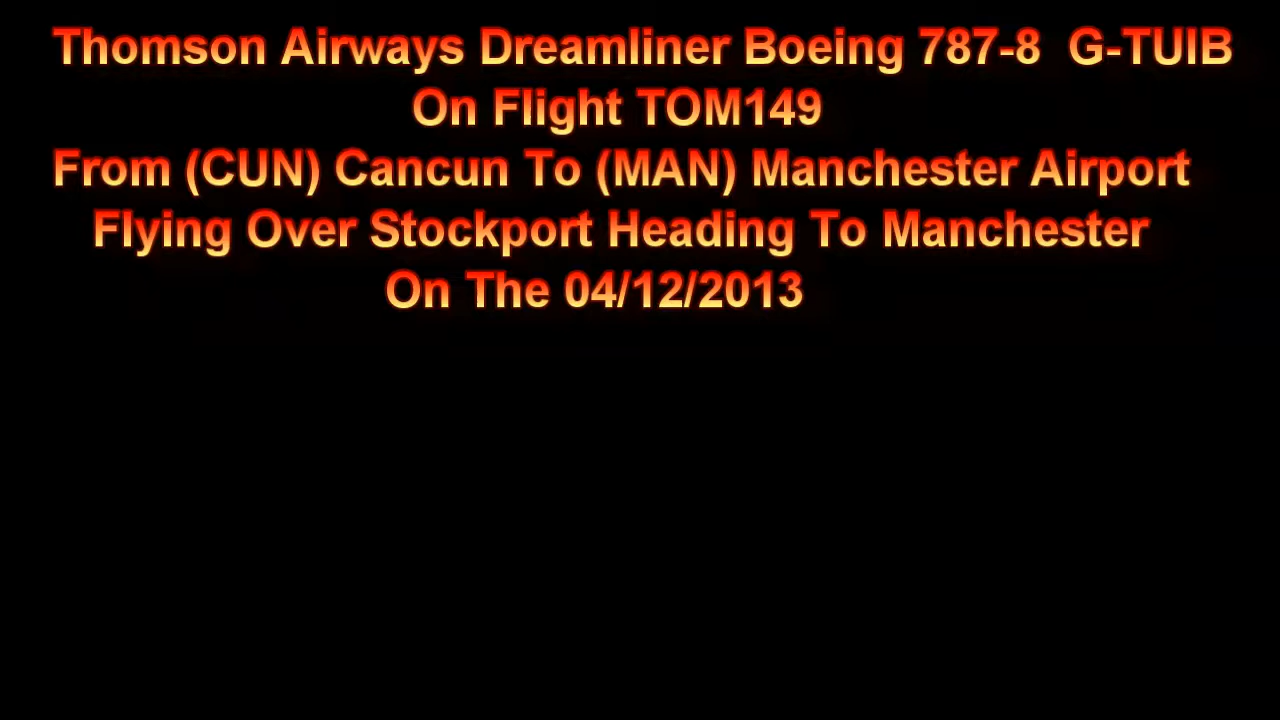 Thomson Airways Dreamliner Boeing 787-8 G-TUIB
On Flight TOM149
From (CUN) Cancun To (MAN) Manchester Airport
Flying Over Stockport Heading To Manchester
On The 04/12/2013